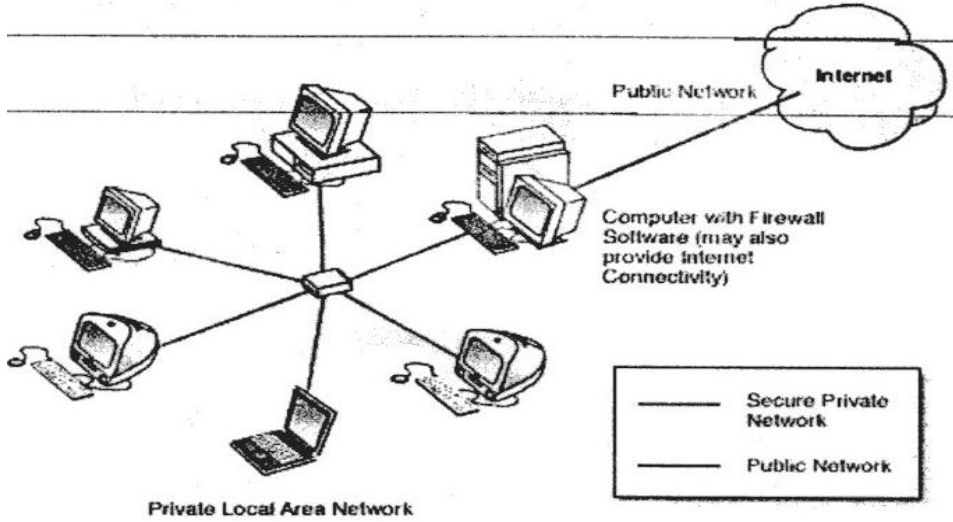 Internet
Public Network
Computer with Firewall
Software (may also
provide Internet
Connectivity)
Secure Private
Network
Public Network
Private Local Area Network